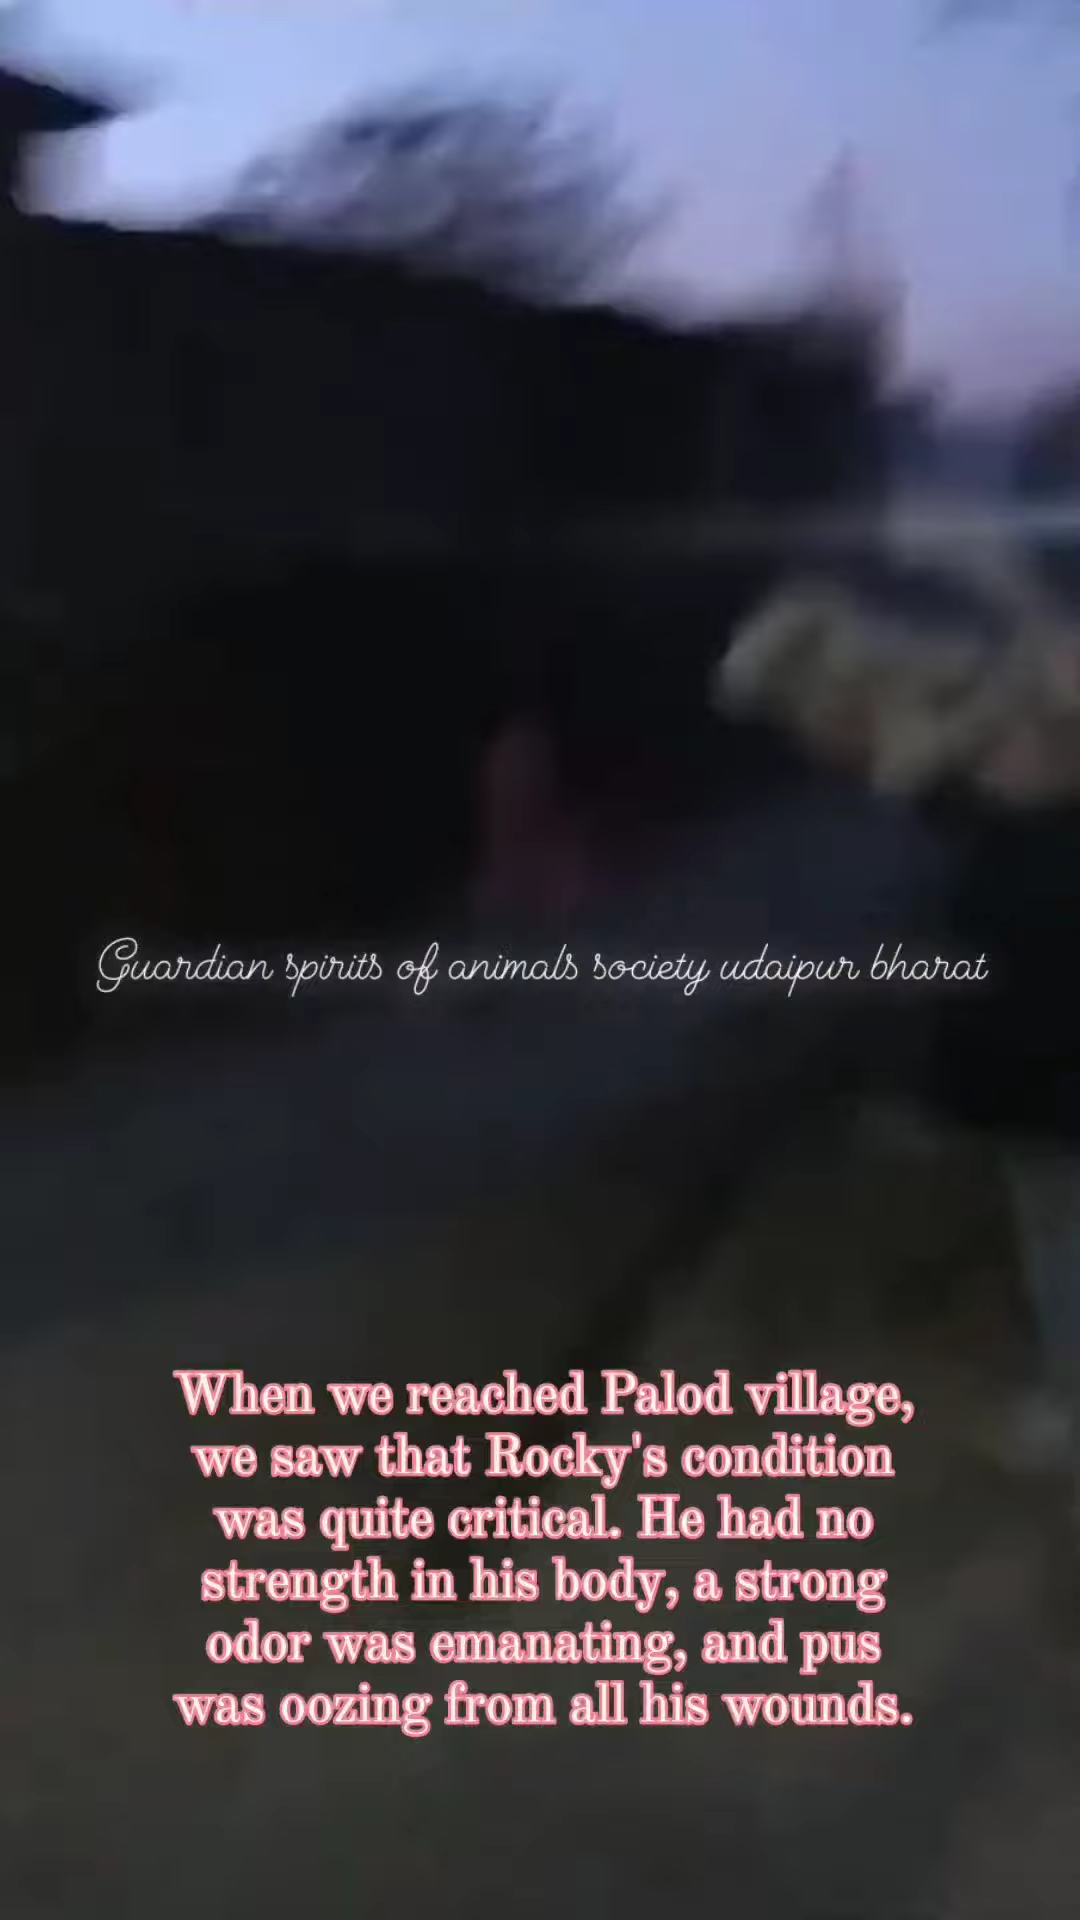 Guardian spirits of animals society udaipur bharat
When we reached Palod village,
we saw that Rocky's condition
was quite critical. He had no
strength in his body, a strong
odor was emanating, and pus
was oozing from all his wounds.